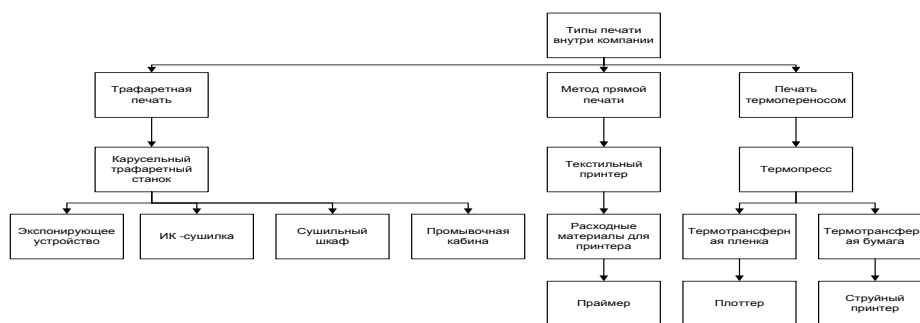 Типы печати
внутри компании
Трафаретная
печать
Метод прямой
печати
Печать
термопереносом
Карусельный
трафаретный
станок
Текстильный
принтер
Термопресс
Экспонирующее
устройство
ИК -сушилка
Сушильный
шкаф
Промывочная
кабина
Расходные
материалы для
принтера
Термотрансферн
ая пленка
Термотрансферн
ая бумага
Праймер
Плоттер
Струйный
принтер